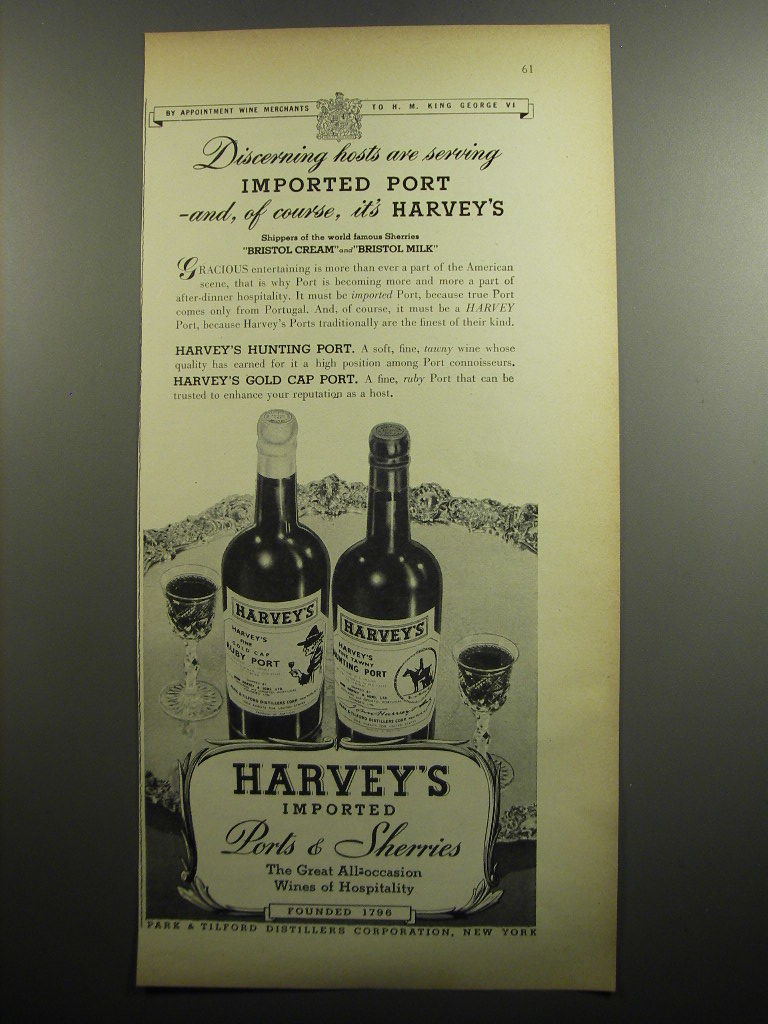 61
BY APPOINTMENT WINE MERCHANTS TO H. M. KING GEORGE VI
Discerning hosts are serving
IMPORTED PORT
-and, of course, it's HARVEY'S
Shippers of the world famous Sherries
"BRISTOL CREAM" and "BRISTOL MILK"
GRACIOUS entertaining is more than ever a part of the American
scene, that is why Port is becoming more and more a part of
after-dinner hospitality. It must be imported Port, because true Port
comes only from Portugal. And, of course, it must be a HARVEY
Port, because Harvey's Ports traditionally are the finest of their kind.
HARVEY'S HUNTING PORT. A soft, fine, tawny wine whose
quality has earned for it a high position among Port connoisseurs.
HARVEY'S GOLD CAP PORT. A fine, ruby Port that can be
trusted to enhance your reputation as a host.
HARVEY'S
HARVEY'S
FINE
GOLD CAP
RUBY PORT
HARVEY'S
HARVEY'S
FINE TAWNY
HUNTING PORT
HARVEY'S
IMPORTED
Ports & Sherries
The Great All-occasion
Wines of Hospitality
FOUNDED 1796
PARK & TILFORD DISTILLERS CORPORATION, NEW YORK